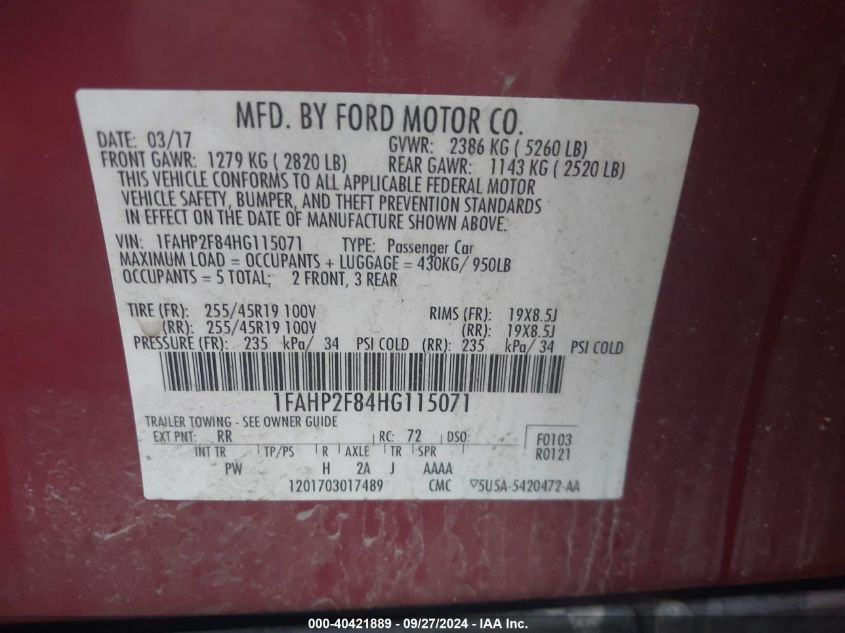 MFD. BY FORD MOTOR CO.
DATE: 03/17 GVWR: 2386 KG ( 5260 LB)
FRONT GAWR: 1279 KG ( 2820 LB) REAR GAWR: 1143 KG ( 2520 LB)
THIS VEHICLE CONFORMS TO ALL APPLICABLE FEDERAL MOTOR
VEHICLE SAFETY, BUMPER, AND THEFT PREVENTION STANDARDS
IN EFFECT ON THE DATE OF MANUFACTURE SHOWN ABOVE.
VIN: 1FAHP2F84HG115071 TYPE: Passenger Car
MAXIMUM LOAD = OCCUPANTS + LUGGAGE = 430KG/ 950LB
OCCUPANTS = 5 TOTAL; 2 FRONT, 3 REAR
TIRE (FR): 255/45R19 100V RIMS (FR): 19X8.5J
(RR): 255/45R19 100V (RR): 19X8.5J
PRESSURE (FR): 235 kPa/ 34 PSI COLD (RR): 235 kPa/ 34 PSI COLD
1FAHP2F84HG115071
TRAILER TOWING - SEE OWNER GUIDE
EXT PNT: RR RC: 72 DSO: F0103
INT TR TP/PS R AXLE TR SPR R0121
PW H 2A J AAAA
1201703017489 CMC ▽5U5A-5420472-AA
000-40421889 - 09/27/2024 - IAA Inc.